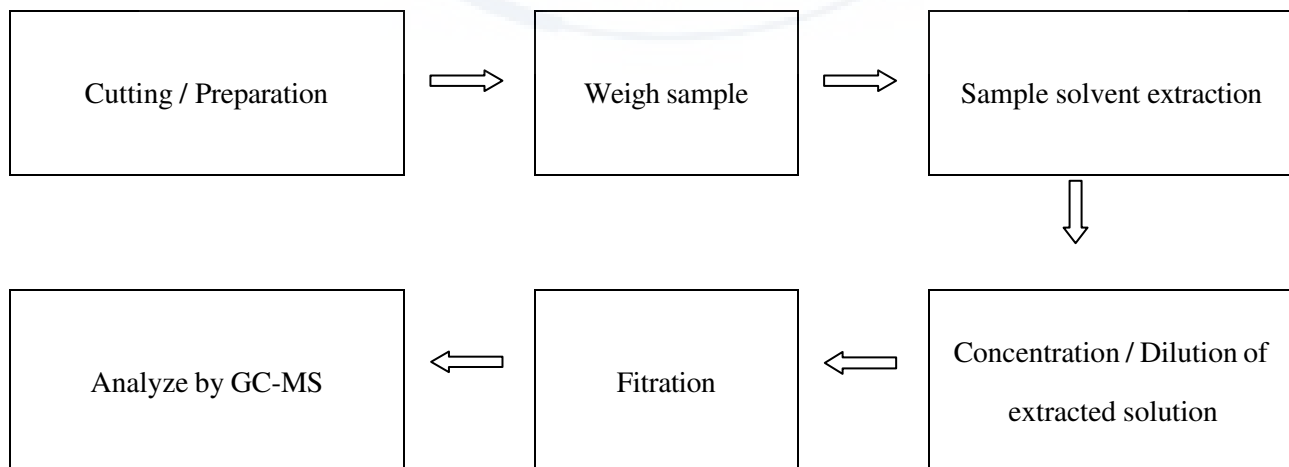 Cutting / Preparation
Weigh sample
Sample solvent extraction
Concentration / Dilution of
extracted solution
Fitration
Analyze by GC-MS